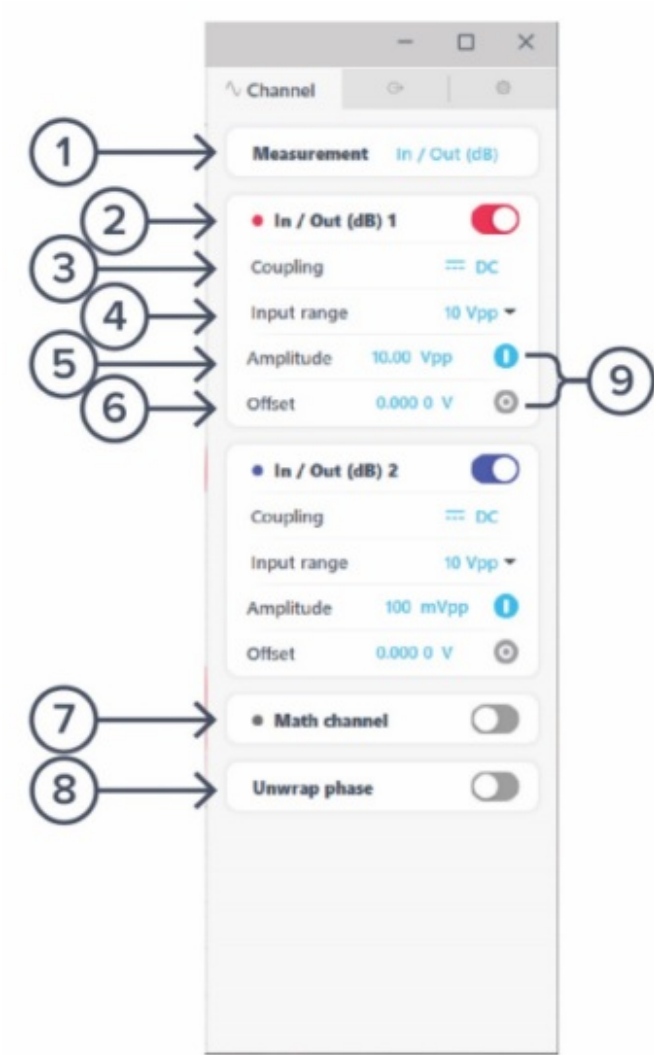 Channel
1
Measurement In / Out (dB)
2
In / Out (dB) 1
3
Coupling DC
4
Input range 10 Vpp
5
Amplitude 10.00 Vpp
9
6
Offset 0.000 0 V
In / Out (dB) 2
Coupling DC
Input range 10 Vpp
Amplitude 100 mVpp
Offset 0.000 0 V
7
Math channel
8
Unwrap phase